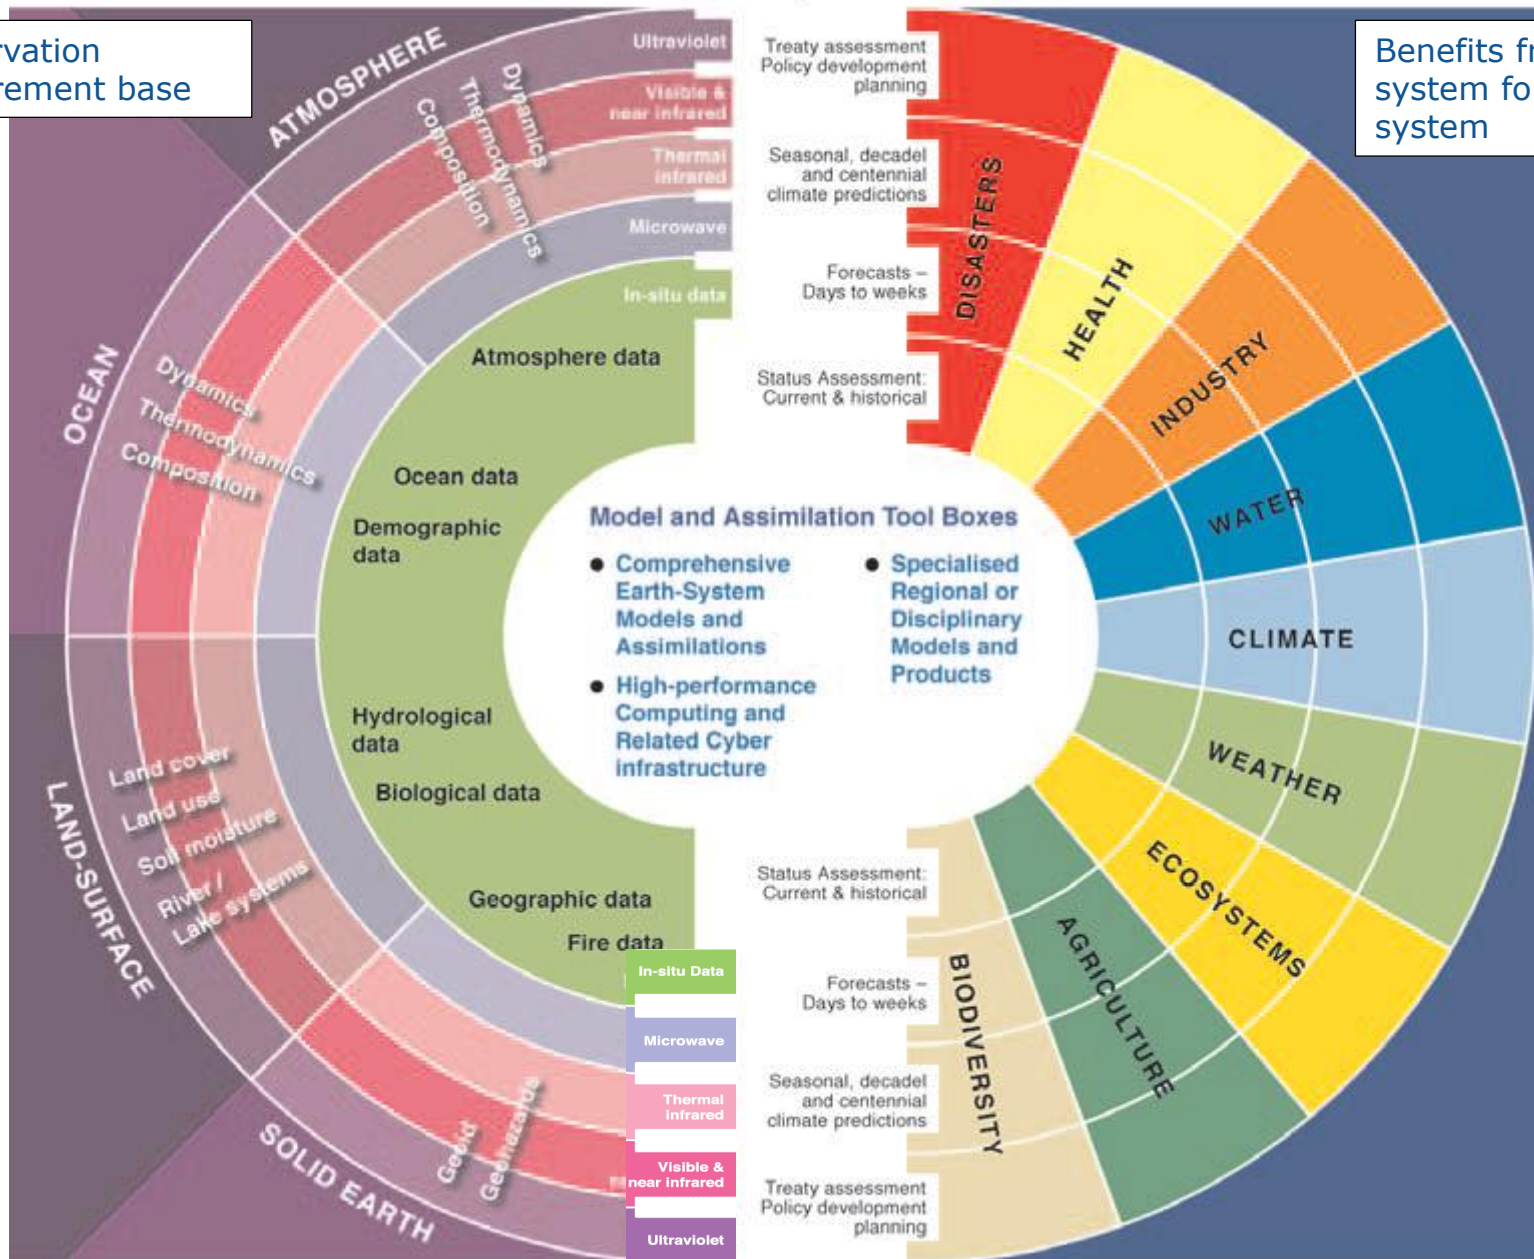 rvation
rement base
Benefits fr
system fo
system
ATMOSPHERE
Dynamics
Thermodynamics
Composition
Ultraviolet
Visible &
near infrared
Thermal
infrared
Microwave
In-situ data
OCEAN
Dynamics
Thermodynamics
Composition
LAND-SURFACE
Land cover
Land use
Soil moisture
River /
Lake systems
SOLID EARTH
Geoid
Geohazards
Atmosphere data
Ocean data
Demographic
data
Hydrological
data
Biological data
Geographic data
Fire data
In-situ Data
Microwave
Thermal
infrared
Visible &
near infrared
Ultraviolet
Model and Assimilation Tool Boxes
● Comprehensive
Earth-System
Models and
Assimilations
● High-performance
Computing and
Related Cyber
infrastructure
● Specialised
Regional or
Disciplinary
Models and
Products
Treaty assessment
Policy development
planning
Seasonal, decadel
and centennial
climate predictions
Forecasts –
Days to weeks
Status Assessment:
Current & historical
Status Assessment:
Current & historical
Forecasts –
Days to weeks
Seasonal, decadel
and centennial
climate predictions
Treaty assessment
Policy development
planning
DISASTERS
HEALTH
INDUSTRY
WATER
CLIMATE
WEATHER
ECOSYSTEMS
AGRICULTURE
BIODIVERSITY